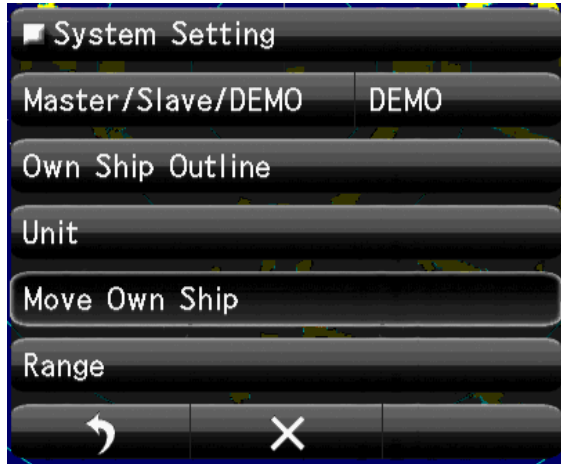 System Setting
Master/Slave/DEMO DEMO
Own Ship Outline
Unit
Move Own Ship
Range